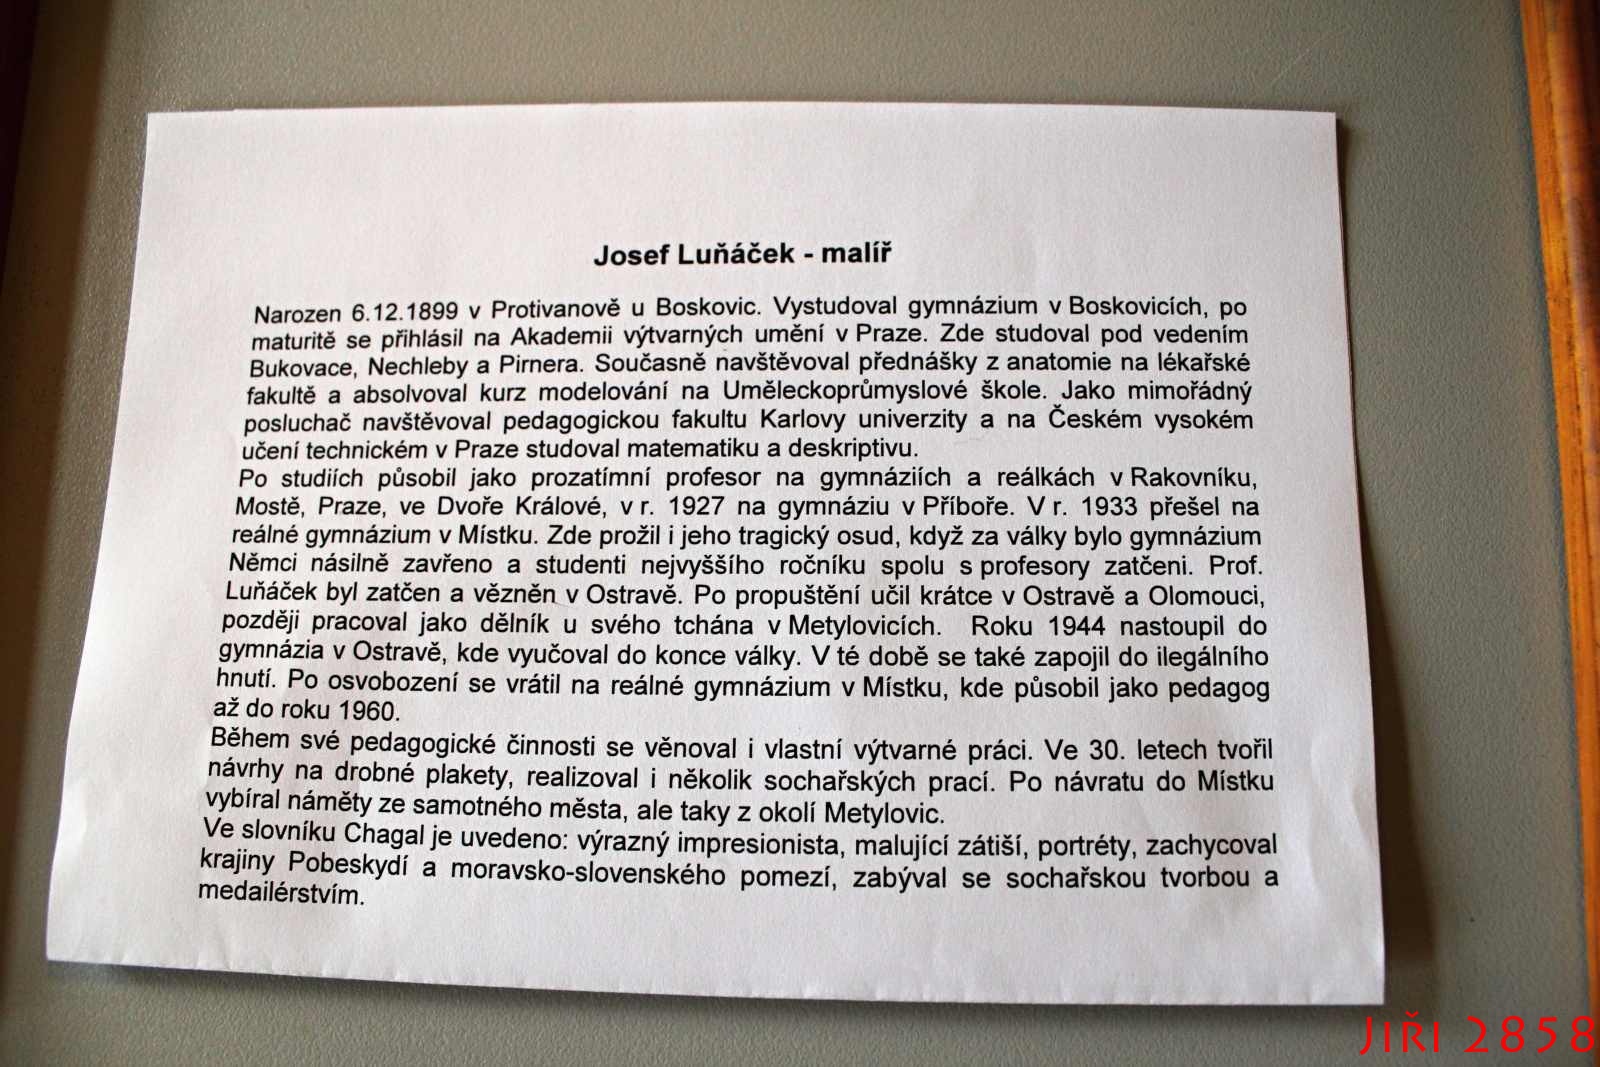 Josef Luňáček - malíř
Narozen 6.12.1899 v Protivanově u Boskovic. Vystudoval gymnázium v Boskovicích, po
maturitě se přihlásil na Akademii výtvarných umění v Praze. Zde studoval pod vedením
Bukovace, Nechleby a Pirnera. Současně navštěvoval přednášky z anatomie na lékařské
fakultě a absolvoval kurz modelování na Uměleckoprůmyslové škole. Jako mimořádný
posluchač navštěvoval pedagogickou fakultu Karlovy univerzity a na Českém vysokém
učení technickém v Praze studoval matematiku a deskriptivu.
Po studiích působil jako prozatímní profesor na gymnáziích a reálkách v Rakovníku,
Mostě, Praze, ve Dvoře Králové, v r. 1927 na gymnáziu v Příboře. V r. 1933 přešel na
reálné gymnázium v Místku. Zde prožil i jeho tragický osud, když za války bylo gymnázium
Němci násilně zavřeno a studenti nejvyššího ročníku spolu s profesory zatčeni. Prof.
Luňáček byl zatčen a vězněn v Ostravě. Po propuštění učil krátce v Ostravě a Olomouci,
později pracoval jako dělník u svého tchána v Metylovicích. Roku 1944 nastoupil do
gymnázia v Ostravě, kde vyučoval do konce války. V té době se také zapojil do ilegálního
hnutí. Po osvobození se vrátil na reálné gymnázium v Místku, kde působil jako pedagog
až do roku 1960.
Během své pedagogické činnosti se věnoval i vlastní výtvarné práci. Ve 30. letech tvořil
návrhy na drobné plakety, realizoval i několik sochařských prací. Po návratu do Místku
vybíral náměty ze samotného města, ale taky z okolí Metylovic.
Ve slovníku Chagal je uvedeno: výrazný impresionista, malující zátiší, portréty, zachycoval
krajiny Pobeskydí a moravsko-slovenského pomezí, zabýval se sochařskou tvorbou a
medailérstvím.
JIŘI 2858